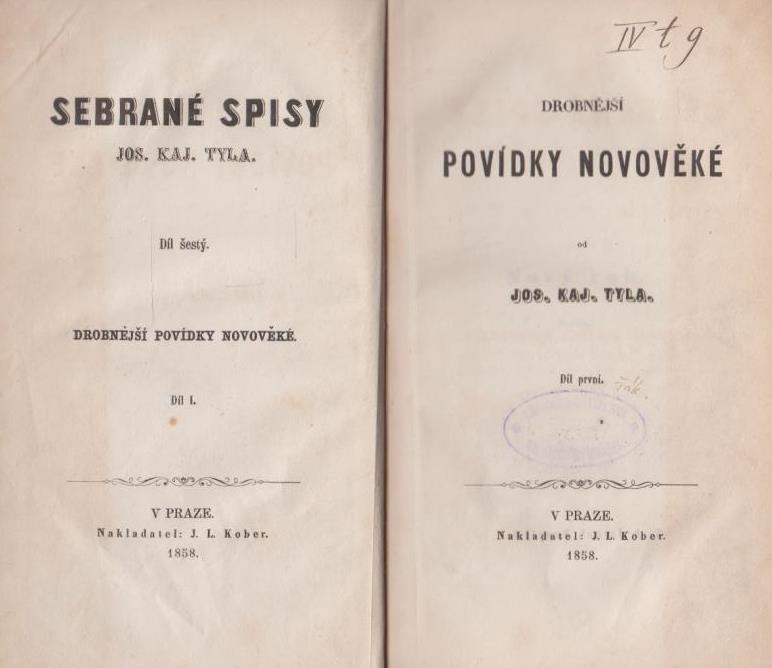 SEBRANÉ SPISY
JOS. KAJ. TYLA.
Díl šestý.
DROBNĚJŠÍ POVÍDKY NOVOVĚKÉ.
Díl I.
V PRAZE.
Nakladatel: J. L. Kober.
1858.
IV t g
DROBNĚJŠÍ
POVÍDKY NOVOVĚKÉ
od
JOS. KAJ. TYLA.
Díl první.
V PRAZE.
Nakladatel: J. L. Kober.
1858.